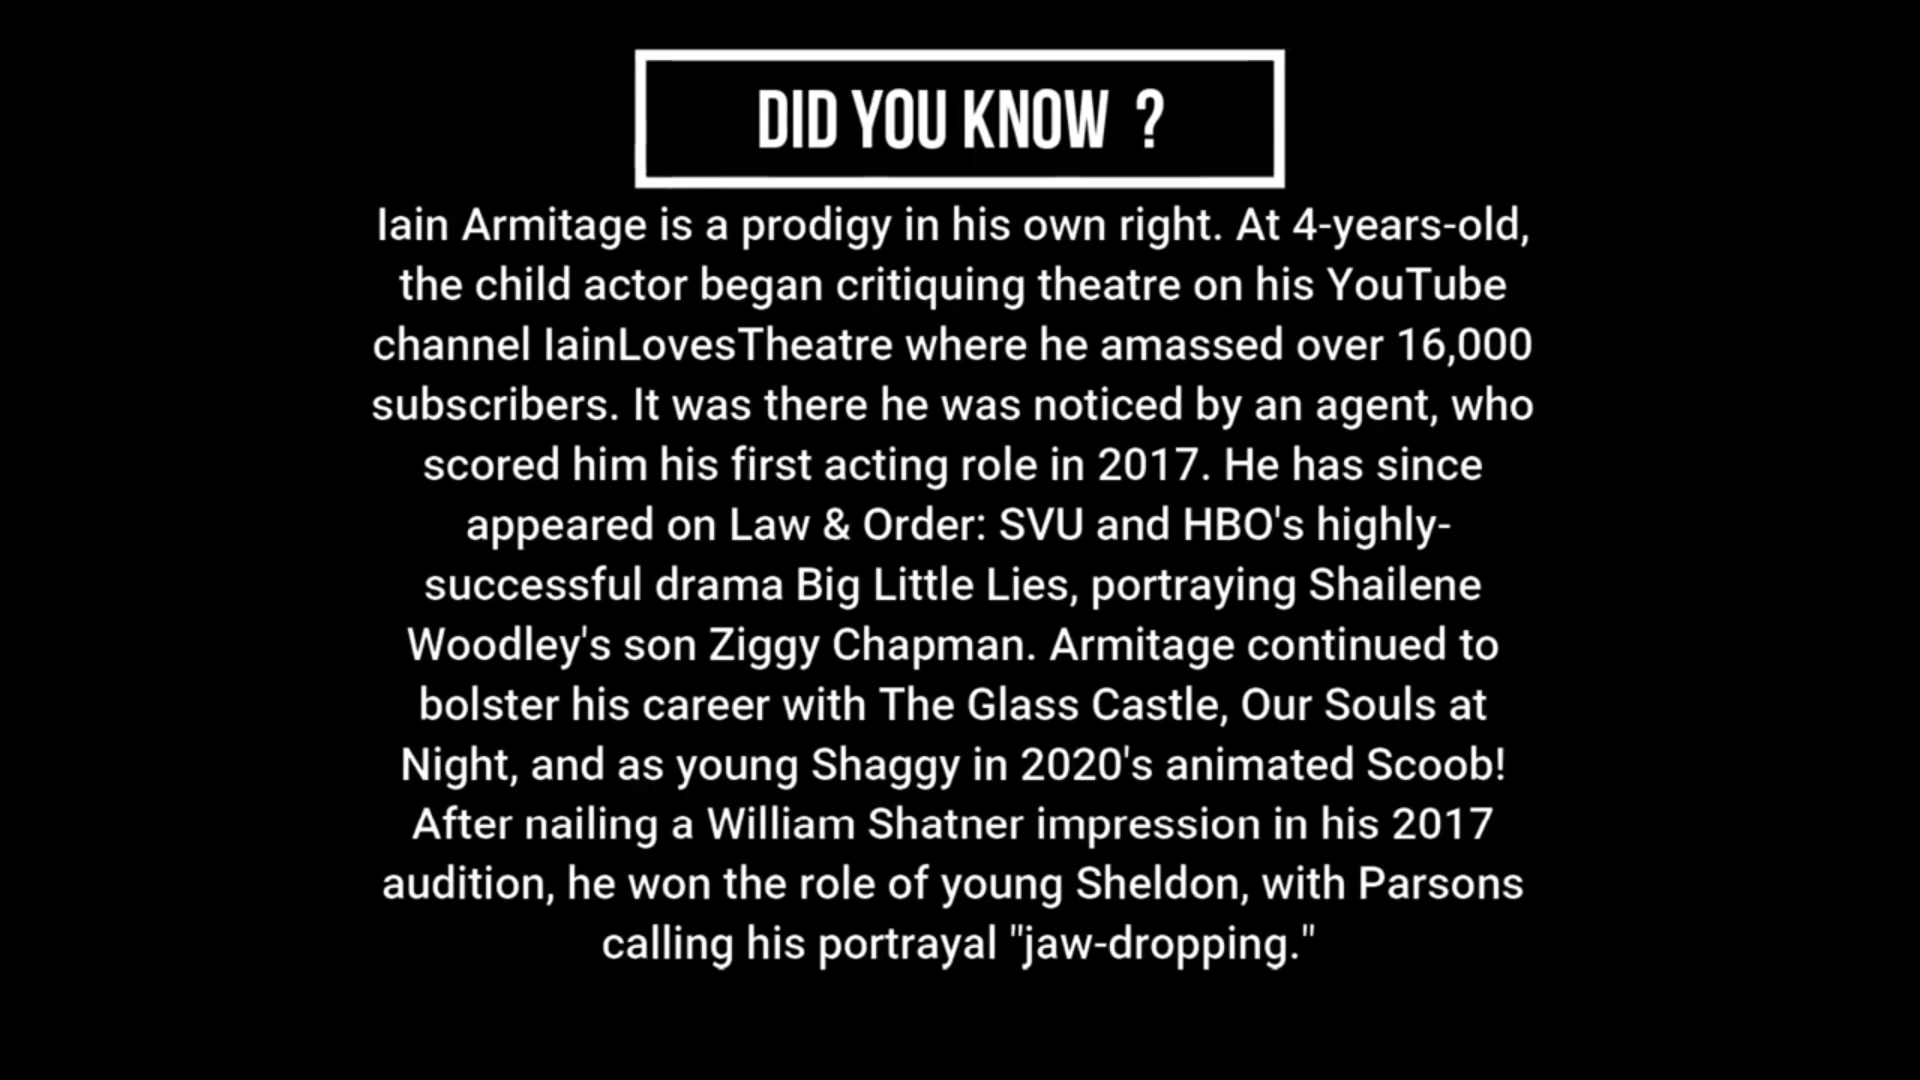 DID YOU KNOW ?
Iain Armitage is a prodigy in his own right. At 4-years-old,
the child actor began critiquing theatre on his YouTube
channel IainLovesTheatre where he amassed over 16,000
subscribers. It was there he was noticed by an agent, who
scored him his first acting role in 2017. He has since
appeared on Law & Order: SVU and HBO's highly-
successful drama Big Little Lies, portraying Shailene
Woodley's son Ziggy Chapman. Armitage continued to
bolster his career with The Glass Castle, Our Souls at
Night, and as young Shaggy in 2020's animated Scoob!
After nailing a William Shatner impression in his 2017
audition, he won the role of young Sheldon, with Parsons
calling his portrayal "jaw-dropping."